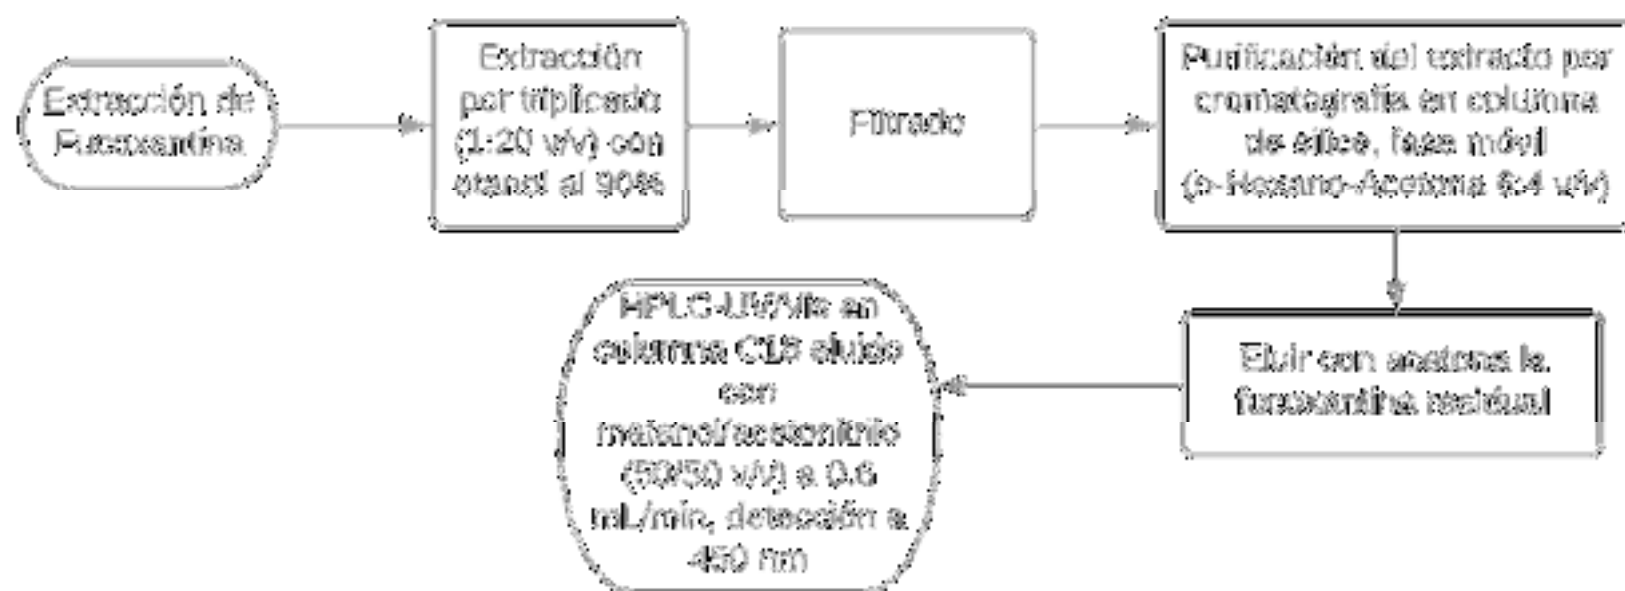 Extracción de
Fucoxantina
Extracción
por triplicado
(1:20 v/v) con
etanol al 90%
Filtrado
Purificación del extracto por
cromatografía en columna
de sílice, fase móvil
(n-Hexano-Acetona 6:4 v/v)
Eluir con acetona la
fucoxantina residual
HPLC-UV/Vis en
columna C18 eluido
con
metanol/acetonitrilo
(50/50 v/v) a 0.6
mL/min, detección a
450 nm